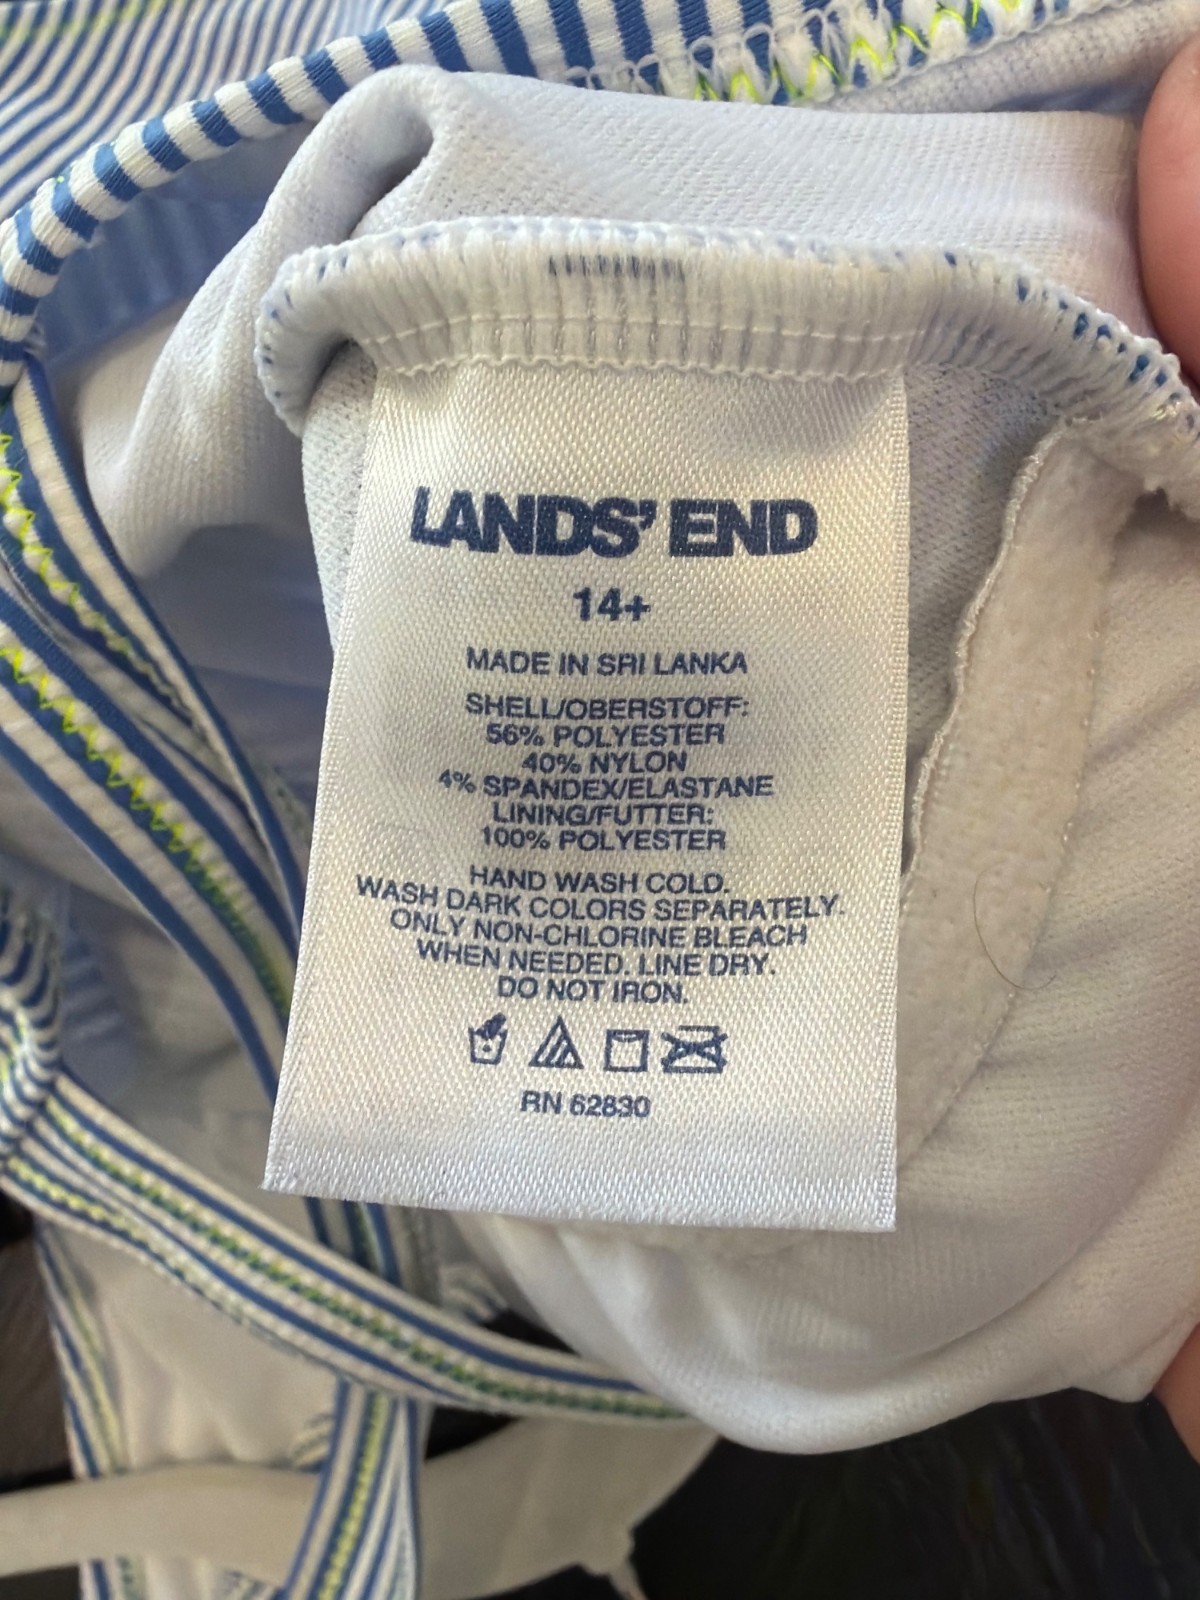 LANDS' END
14+
MADE IN SRI LANKA
SHELL/OBERSTOFF:
56% POLYESTER
40% NYLON
4% SPANDEX/ELASTANE
LINING/FUTTER:
100% POLYESTER
HAND WASH COLD.
WASH DARK COLORS SEPARATELY.
ONLY NON-CHLORINE BLEACH
WHEN NEEDED. LINE DRY.
DO NOT IRON.
RN 62830